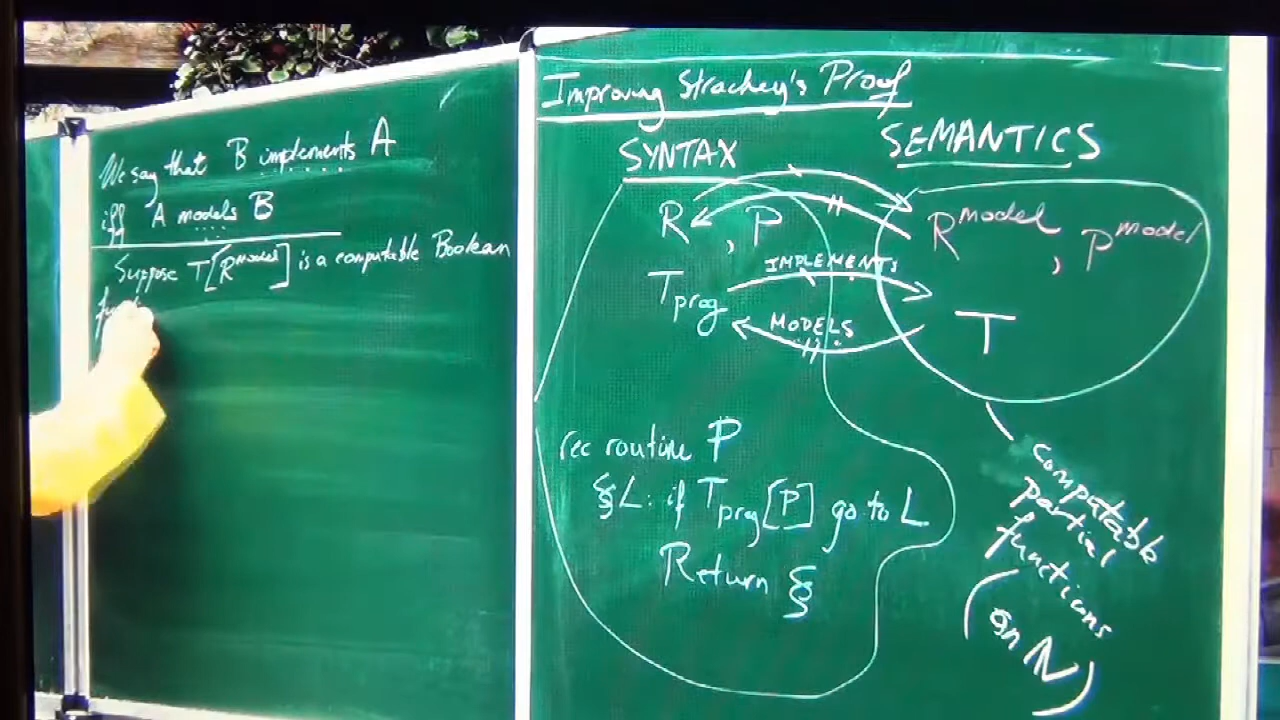 We say that B implements A
iff A models B
Suppose T[R^model] is a computable Boolean
Improving Strachey's Proof
SYNTAX
SEMANTICS
R, P
R^model, P^model
IMPLEMENTS
T_prog
T
MODELS
rec routine P
§L: if T_prog[P] go to L
Return §
computable
partial
functions
(on N)